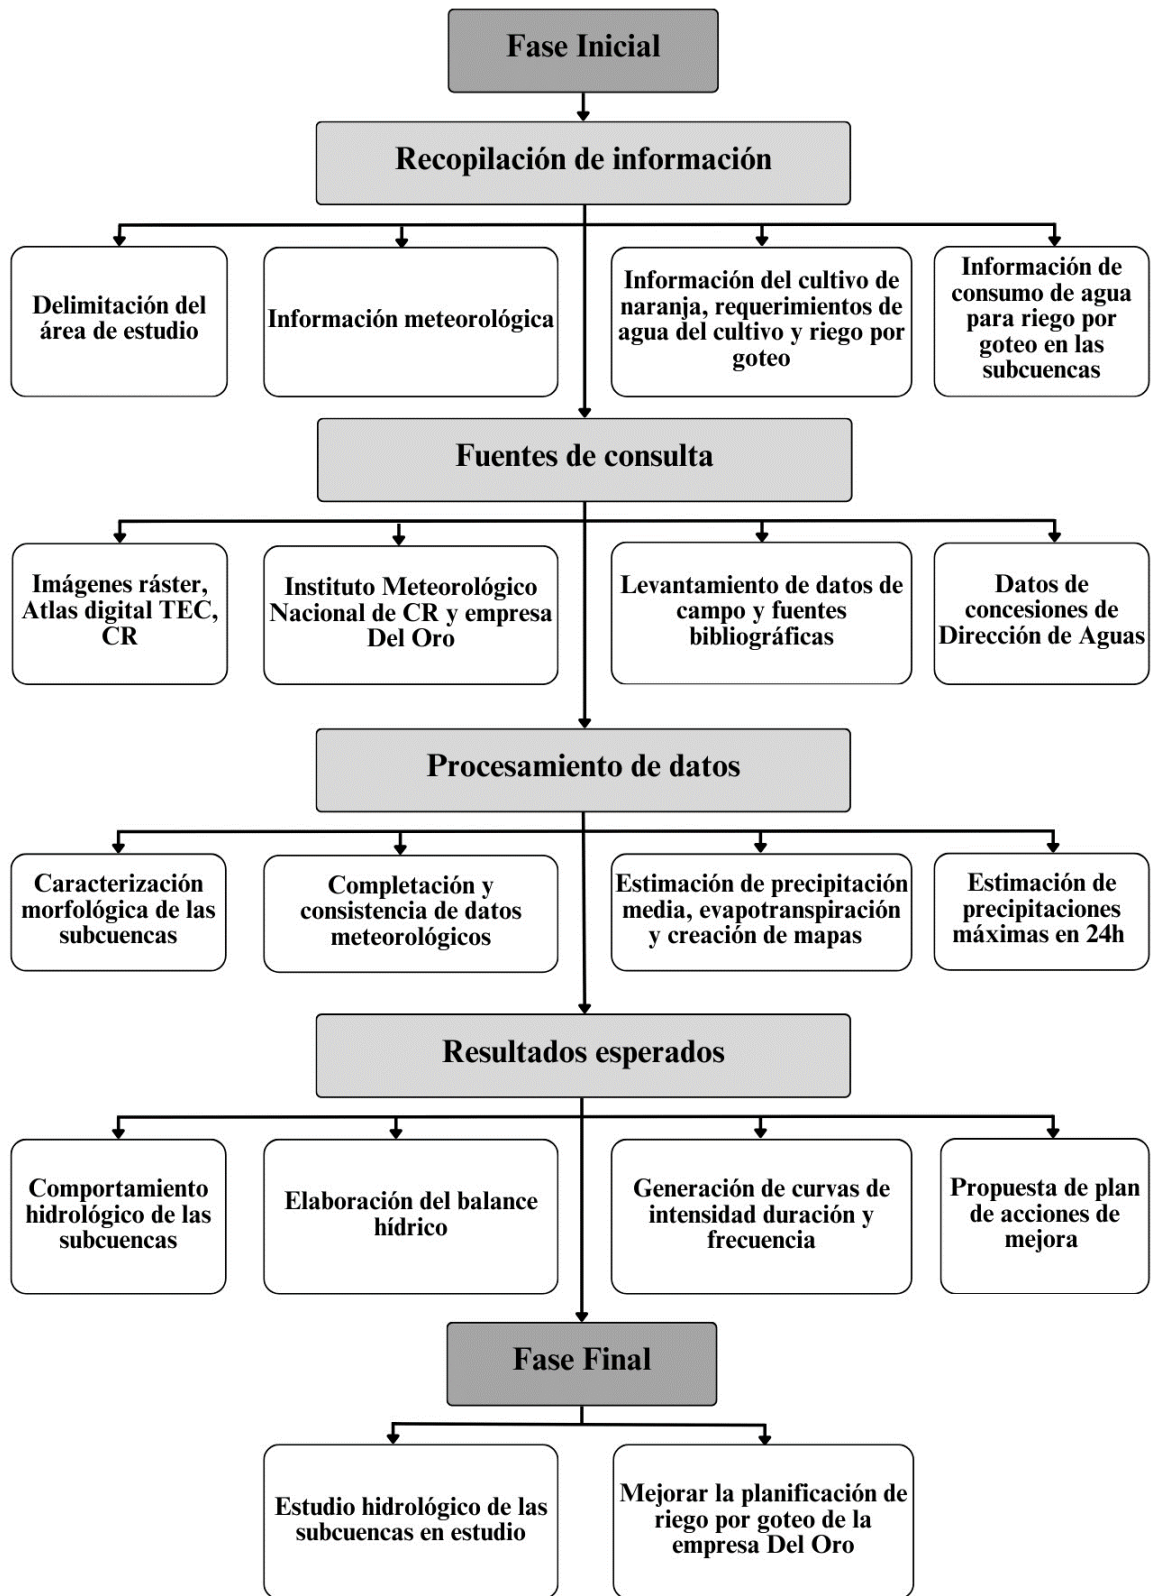 Fase Inicial
Recopilación de información
Delimitación del
área de estudio
Información meteorológica
Información del cultivo de
naranja, requerimientos de
agua del cultivo y riego por
goteo
Información de
consumo de agua
para riego por
goteo en las
subcuencas
Fuentes de consulta
Imágenes ráster,
Atlas digital TEC,
CR
Instituto Meteorológico
Nacional de CR y empresa
Del Oro
Levantamiento de datos de
campo y fuentes
bibliográficas
Datos de
concesiones de
Dirección de Aguas
Procesamiento de datos
Caracterización
morfológica de las
subcuencas
Completación y
consistencia de datos
meteorológicos
Estimación de precipitación
media, evapotranspiración
y creación de mapas
Estimación de
precipitaciones
máximas en 24h
Resultados esperados
Comportamiento
hidrológico de las
subcuencas
Elaboración del balance
hídrico
Generación de curvas de
intensidad duración y
frecuencia
Propuesta de plan
de acciones de
mejora
Fase Final
Estudio hidrológico de las
subcuencas en estudio
Mejorar la planificación de
riego por goteo de la
empresa Del Oro